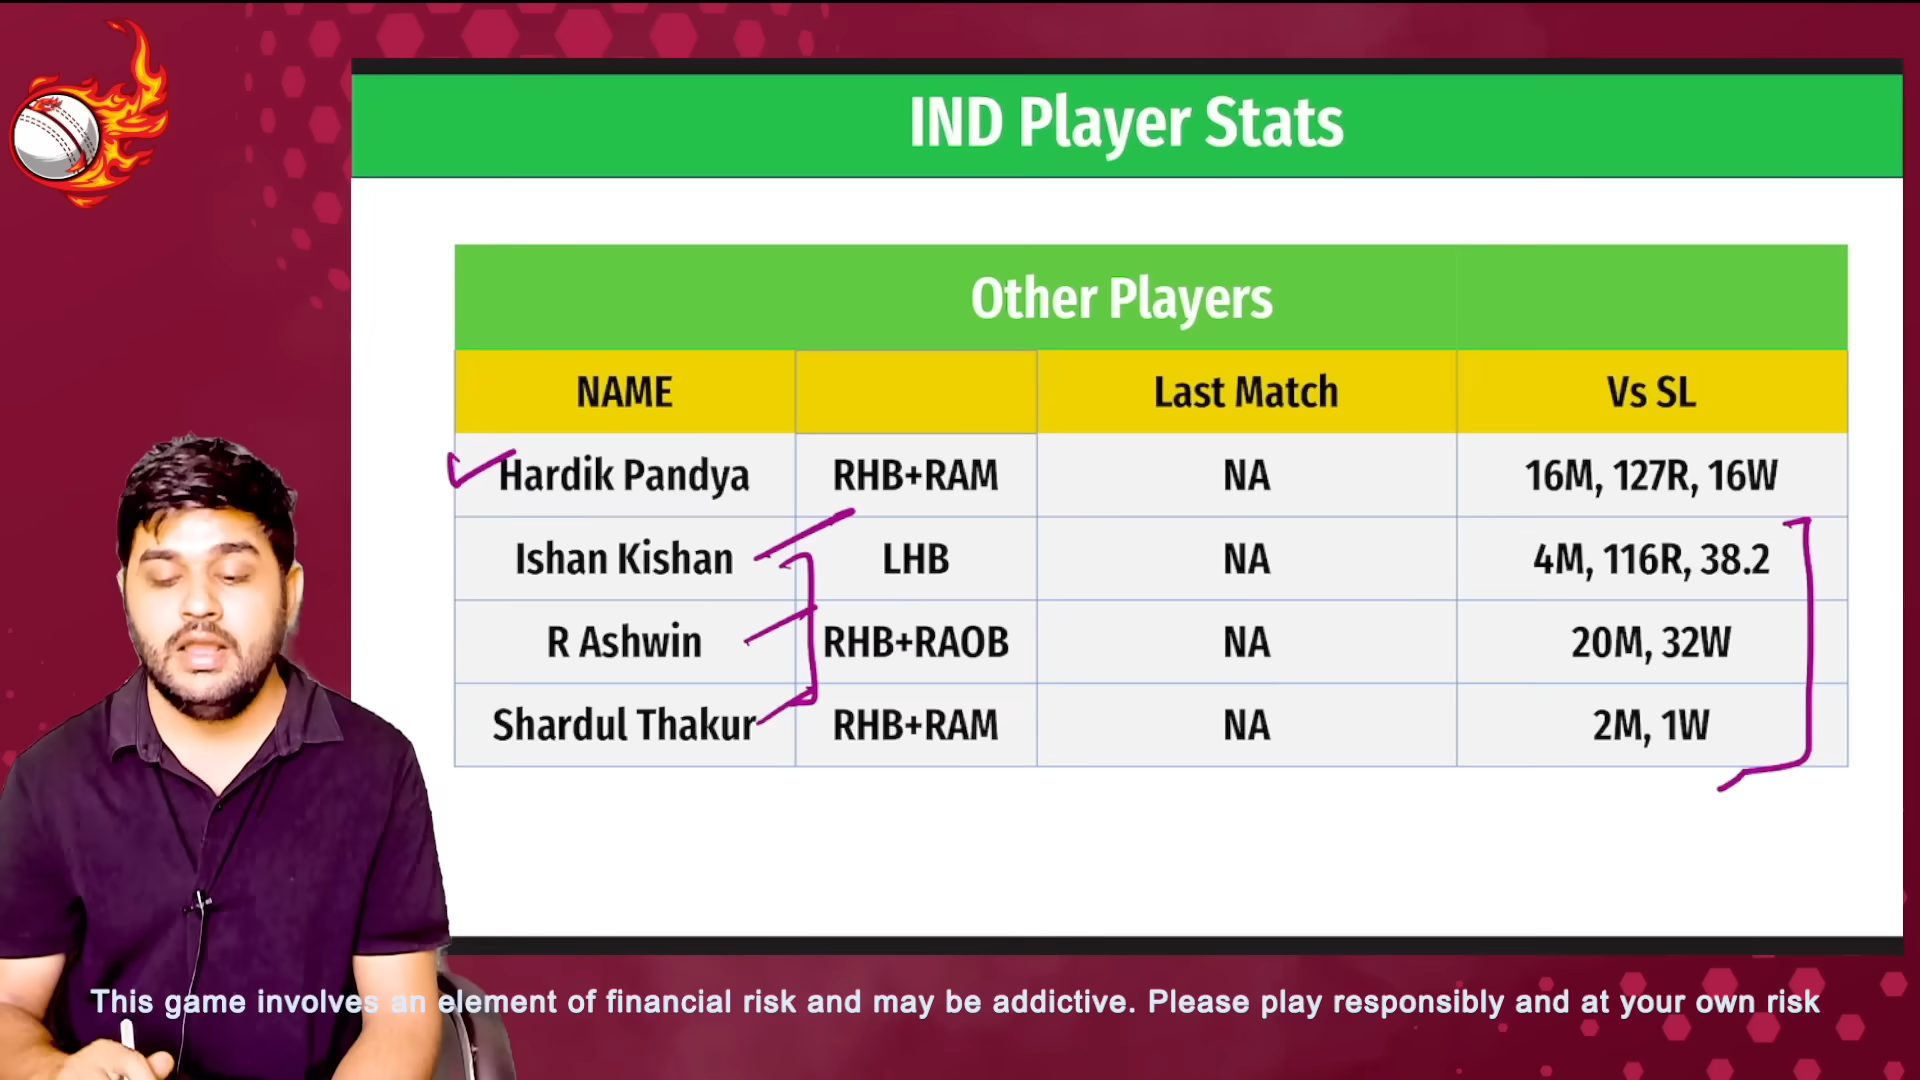 IND Player Stats
Other Players
NAME Last Match Vs SL
Hardik Pandya RHB+RAM NA 16M, 127R, 16W
Ishan Kishan LHB NA 4M, 116R, 38.2
R Ashwin RHB+RAOB NA 20M, 32W
Shardul Thakur RHB+RAM NA 2M, 1W
This game involves an element of financial risk and may be addictive. Please play responsibly and at your own risk